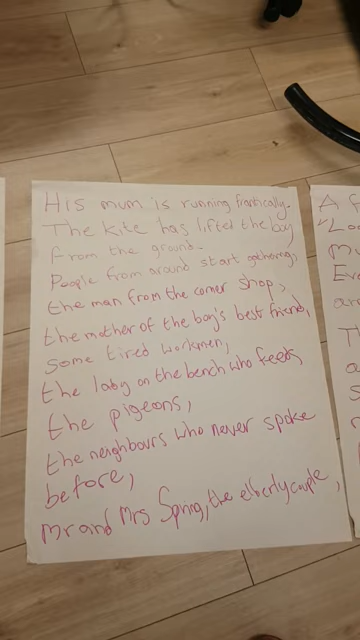 His mum is running frantically.
The kite has lifted the boy
from the ground.
People from around start gathering,
the man from the corner shop,
the mother of the boy's best friend,
some tired workmen,
the lady on the bench who feeds
the pigeons,
the neighbours who never spoke
before,
Mr and Mrs Spring, the elderly couple,
A
Th